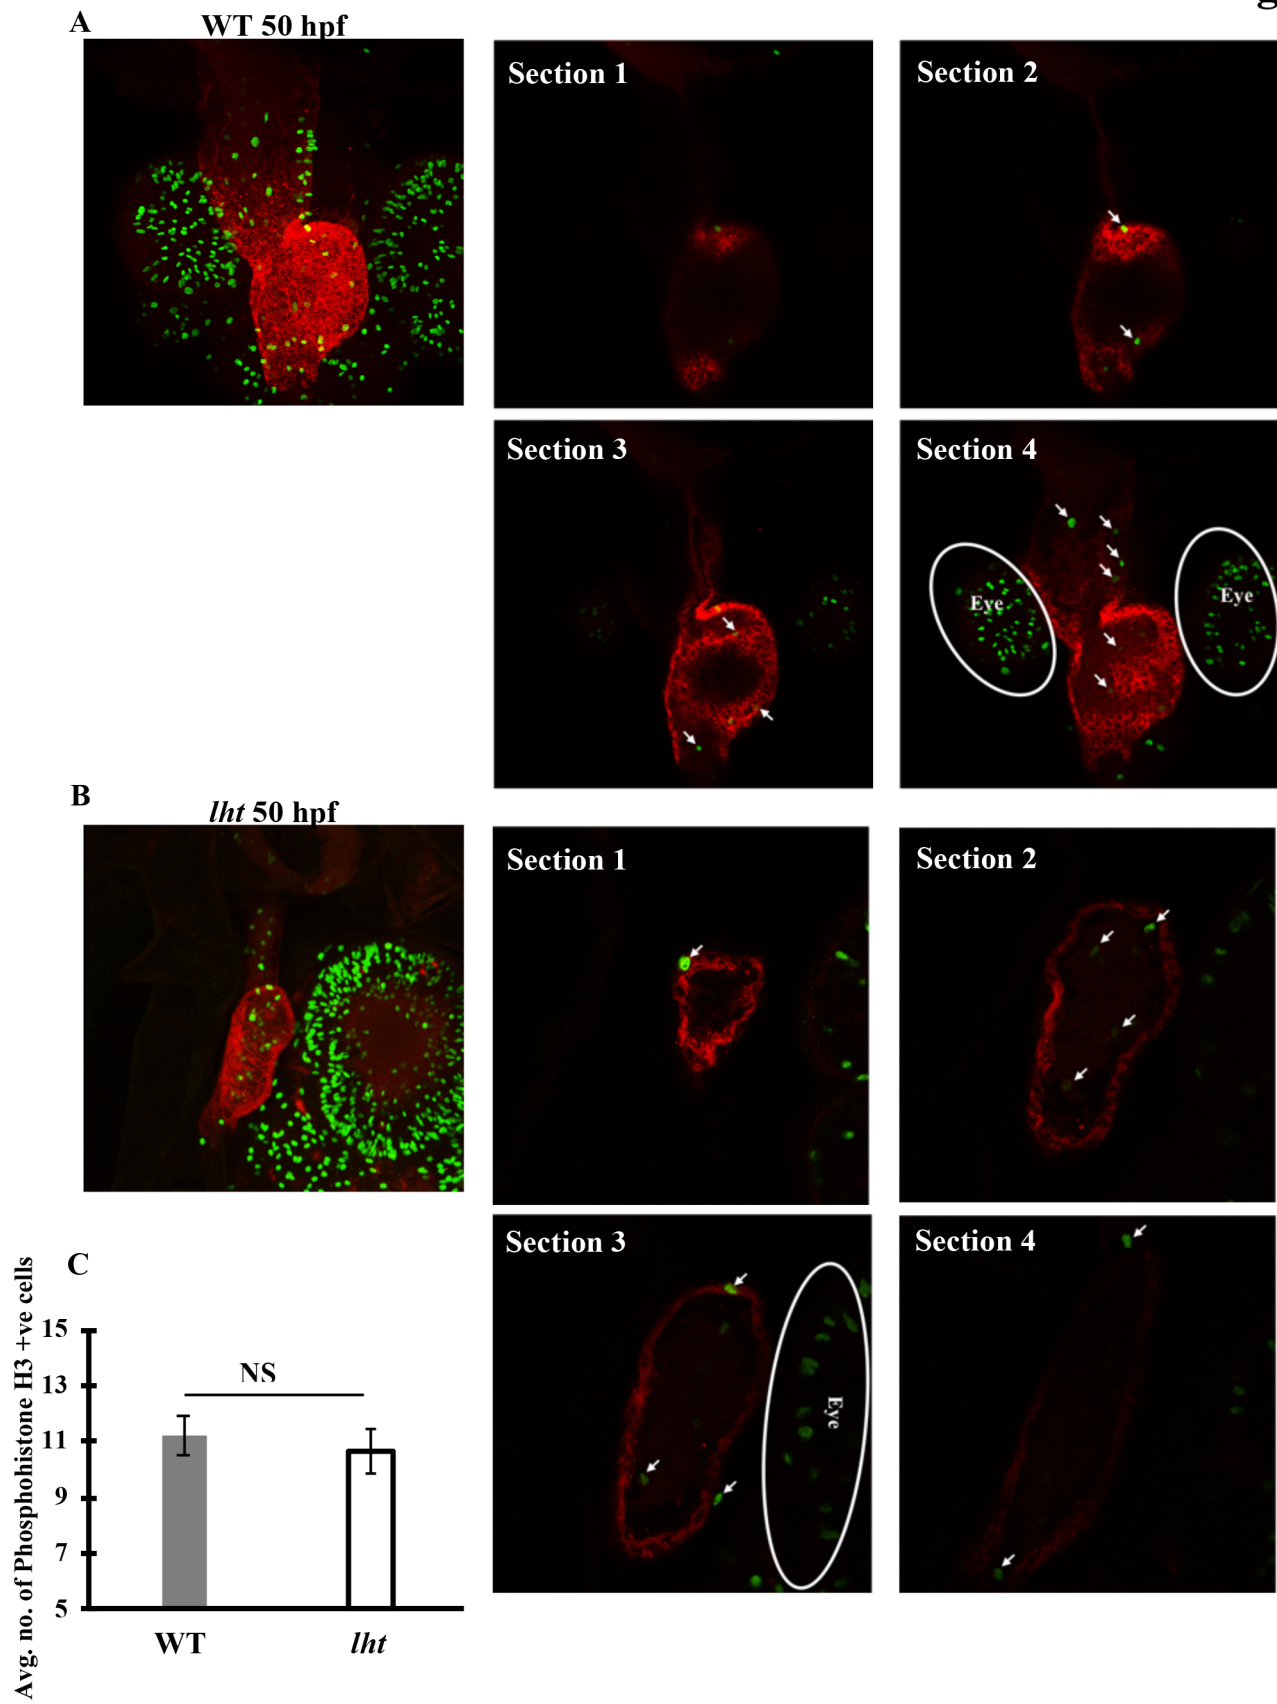 A
WT 50 hpf
Section 1
Section 2
Section 3
Section 4
Eye
Eye
B
lht 50 hpf
Section 1
Section 2
Section 3
Eye
Section 4
C
Avg. no. of Phosphohistone H3 +ve cells
15
13
11
9
7
5
NS
WT
lht